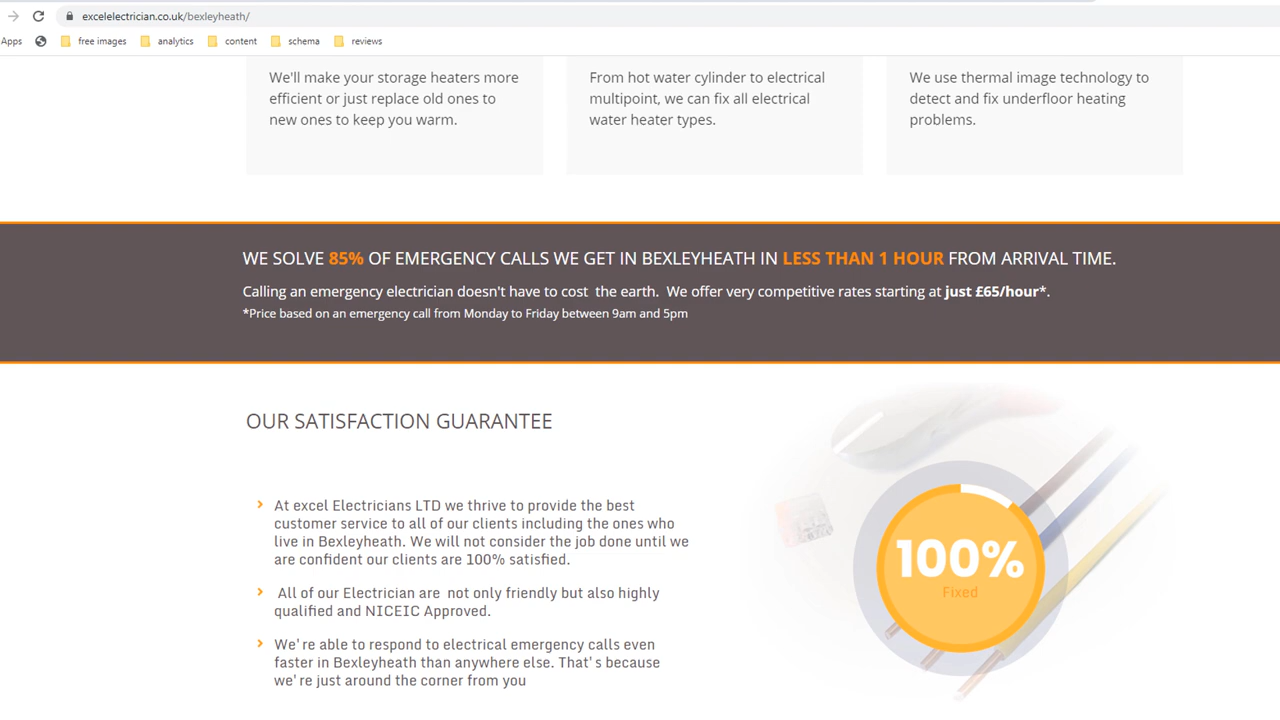 excelelectrician.co.uk/bexleyheath/
Apps free images analytics content schema reviews
We'll make your storage heaters more
efficient or just replace old ones to
new ones to keep you warm.
From hot water cylinder to electrical
multipoint, we can fix all electrical
water heater types.
We use thermal image technology to
detect and fix underfloor heating
problems.
WE SOLVE 85% OF EMERGENCY CALLS WE GET IN BEXLEYHEATH IN LESS THAN 1 HOUR FROM ARRIVAL TIME.
Calling an emergency electrician doesn't have to cost the earth. We offer very competitive rates starting at just £65/hour*.
*Price based on an emergency call from Monday to Friday between 9am and 5pm
OUR SATISFACTION GUARANTEE
At excel Electricians LTD we thrive to provide the best
customer service to all of our clients including the ones who
live in Bexleyheath. We will not consider the job done until we
are confident our clients are 100% satisfied.
All of our Electrician are not only friendly but also highly
qualified and NICEIC Approved.
We're able to respond to electrical emergency calls even
faster in Bexleyheath than anywhere else. That's because
we're just around the corner from you
100%
Fixed